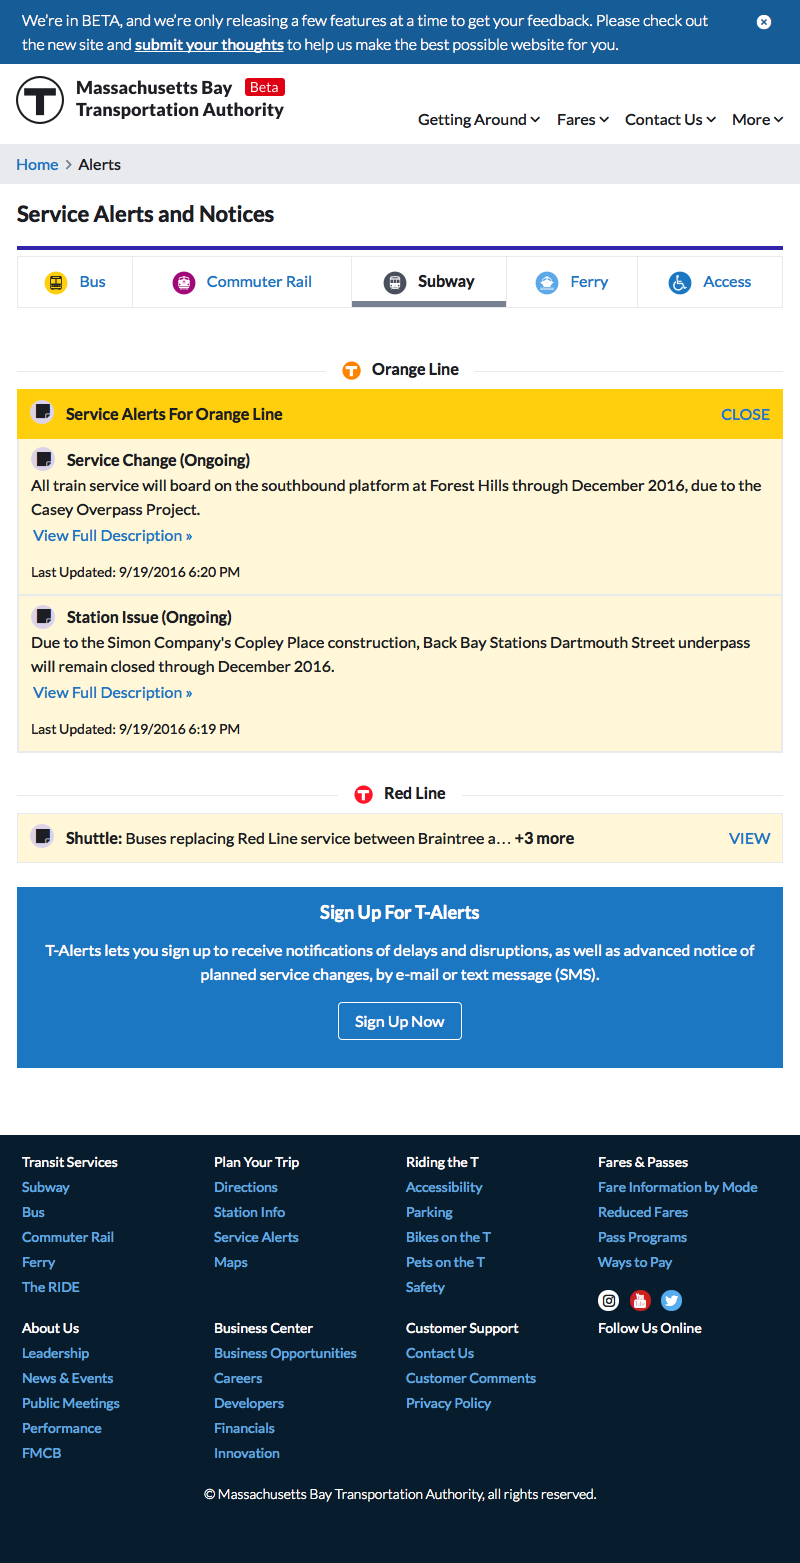 We're in BETA, and we're only releasing a few features at a time to get your feedback. Please check out
the new site and submit your thoughts to help us make the best possible website for you.
Massachusetts Bay Beta
Transportation Authority
Getting Around Fares Contact Us More
Home > Alerts
Service Alerts and Notices
Bus Commuter Rail Subway Ferry Access
T Orange Line
Service Alerts For Orange Line CLOSE
Service Change (Ongoing)
All train service will board on the southbound platform at Forest Hills through December 2016, due to the
Casey Overpass Project.
View Full Description »
Last Updated: 9/19/2016 6:20 PM
Station Issue (Ongoing)
Due to the Simon Company's Copley Place construction, Back Bay Stations Dartmouth Street underpass
will remain closed through December 2016.
View Full Description »
Last Updated: 9/19/2016 6:19 PM
T Red Line
Shuttle: Buses replacing Red Line service between Braintree a… +3 more VIEW
Sign Up For T-Alerts
T-Alerts lets you sign up to receive notifications of delays and disruptions, as well as advanced notice of
planned service changes, by e-mail or text message (SMS).
Sign Up Now
Transit Services
Subway
Bus
Commuter Rail
Ferry
The RIDE
Plan Your Trip
Directions
Station Info
Service Alerts
Maps
Riding the T
Accessibility
Parking
Bikes on the T
Pets on the T
Safety
Fares & Passes
Fare Information by Mode
Reduced Fares
Pass Programs
Ways to Pay
Follow Us Online
About Us
Leadership
News & Events
Public Meetings
Performance
FMCB
Business Center
Business Opportunities
Careers
Developers
Financials
Innovation
Customer Support
Contact Us
Customer Comments
Privacy Policy
© Massachusetts Bay Transportation Authority, all rights reserved.